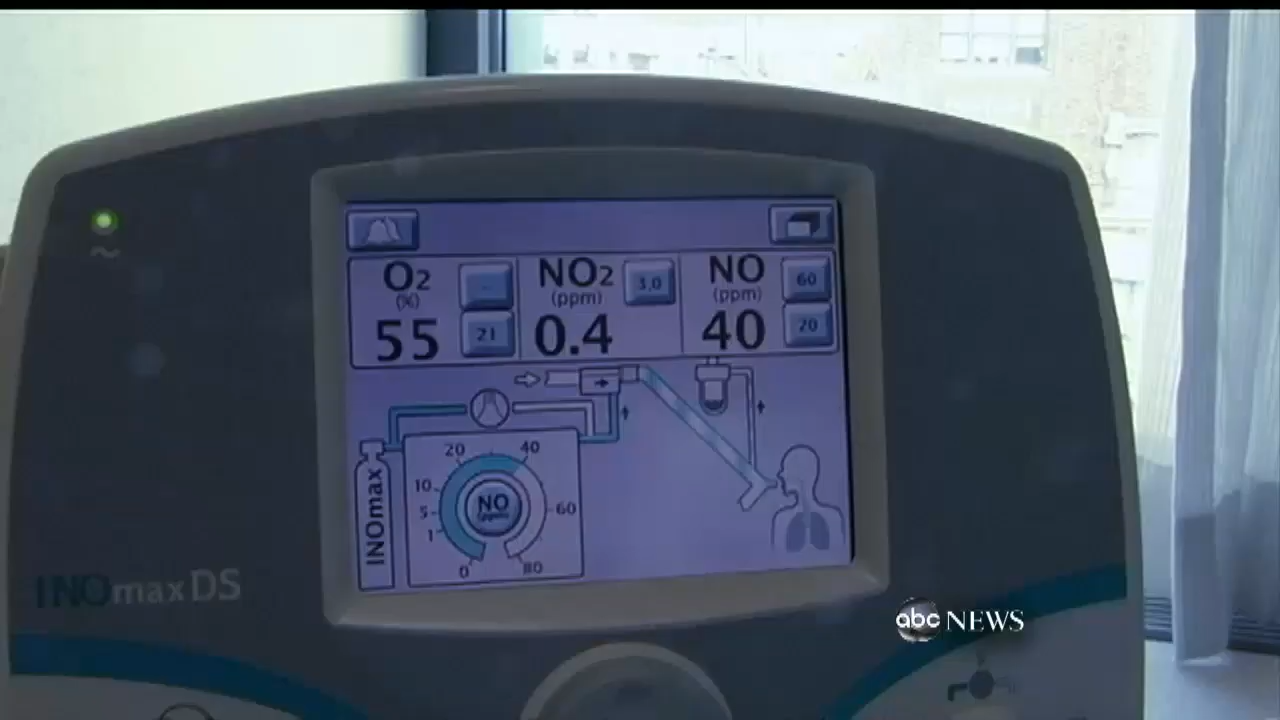 O2 NO2 NO
(%) (ppm) (ppm)
- 3.0 60
55 21 0.4 40 20
20 40
10
5 NO 60
(ppm)
1
0 80
INOmax
INOmax DS
abc NEWS